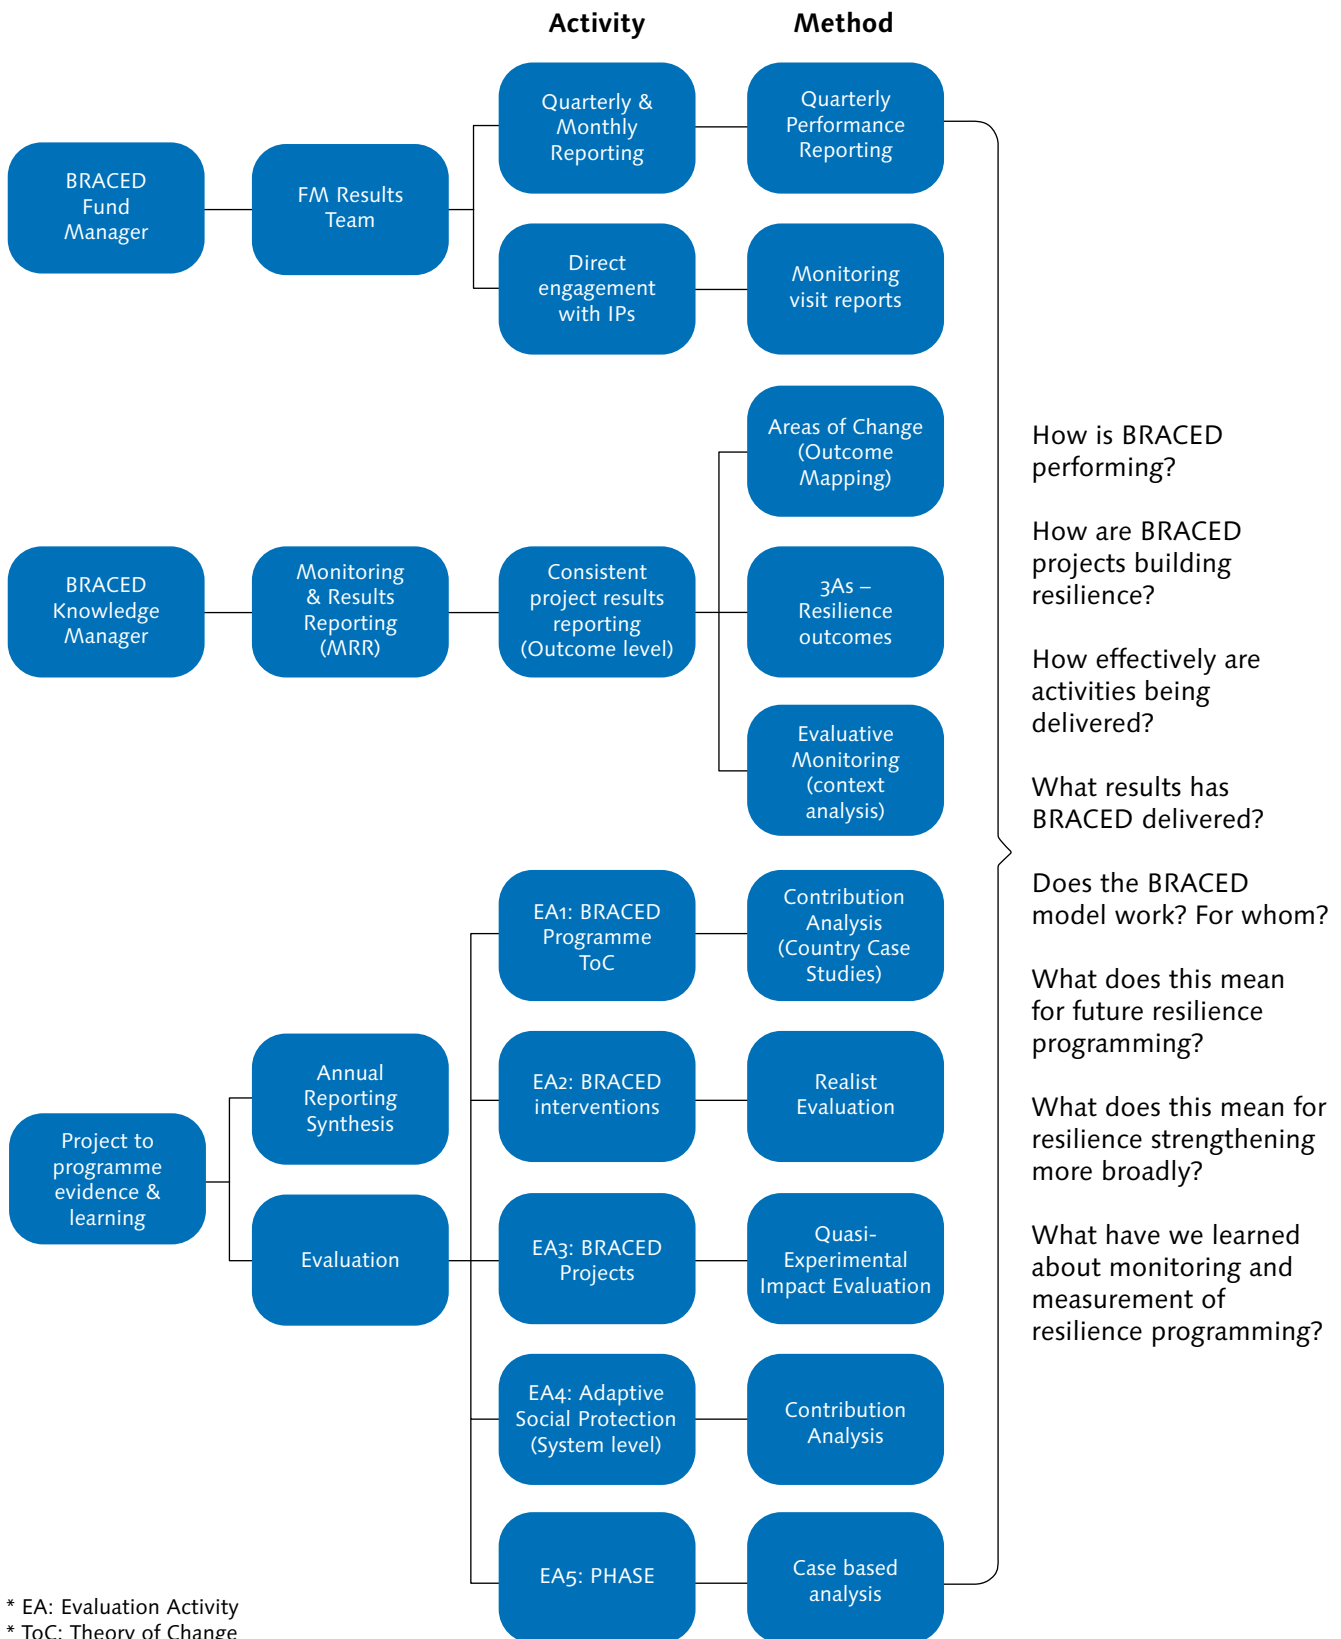 Activity
Method
BRACED
Fund
Manager
FM Results
Team
Quarterly &
Monthly
Reporting
Quarterly
Performance
Reporting
Direct
engagement
with IPs
Monitoring
visit reports
BRACED
Knowledge
Manager
Monitoring
& Results
Reporting
(MRR)
Consistent
project results
reporting
(Outcome level)
Areas of Change
(Outcome
Mapping)
3As –
Resilience
outcomes
Evaluative
Monitoring
(context
analysis)
Project to
programme
evidence &
learning
Annual
Reporting
Synthesis
Evaluation
EA1: BRACED
Programme
ToC
Contribution
Analysis
(Country Case
Studies)
EA2: BRACED
interventions
Realist
Evaluation
EA3: BRACED
Projects
Quasi-
Experimental
Impact Evaluation
EA4: Adaptive
Social Protection
(System level)
Contribution
Analysis
EA5: PHASE
Case based
analysis
How is BRACED
performing?
How are BRACED
projects building
resilience?
How effectively are
activities being
delivered?
What results has
BRACED delivered?
Does the BRACED
model work? For whom?
What does this mean
for future resilience
programming?
What does this mean for
resilience strengthening
more broadly?
What have we learned
about monitoring and
measurement of
resilience programming?
* EA: Evaluation Activity
* ToC: Theory of Change